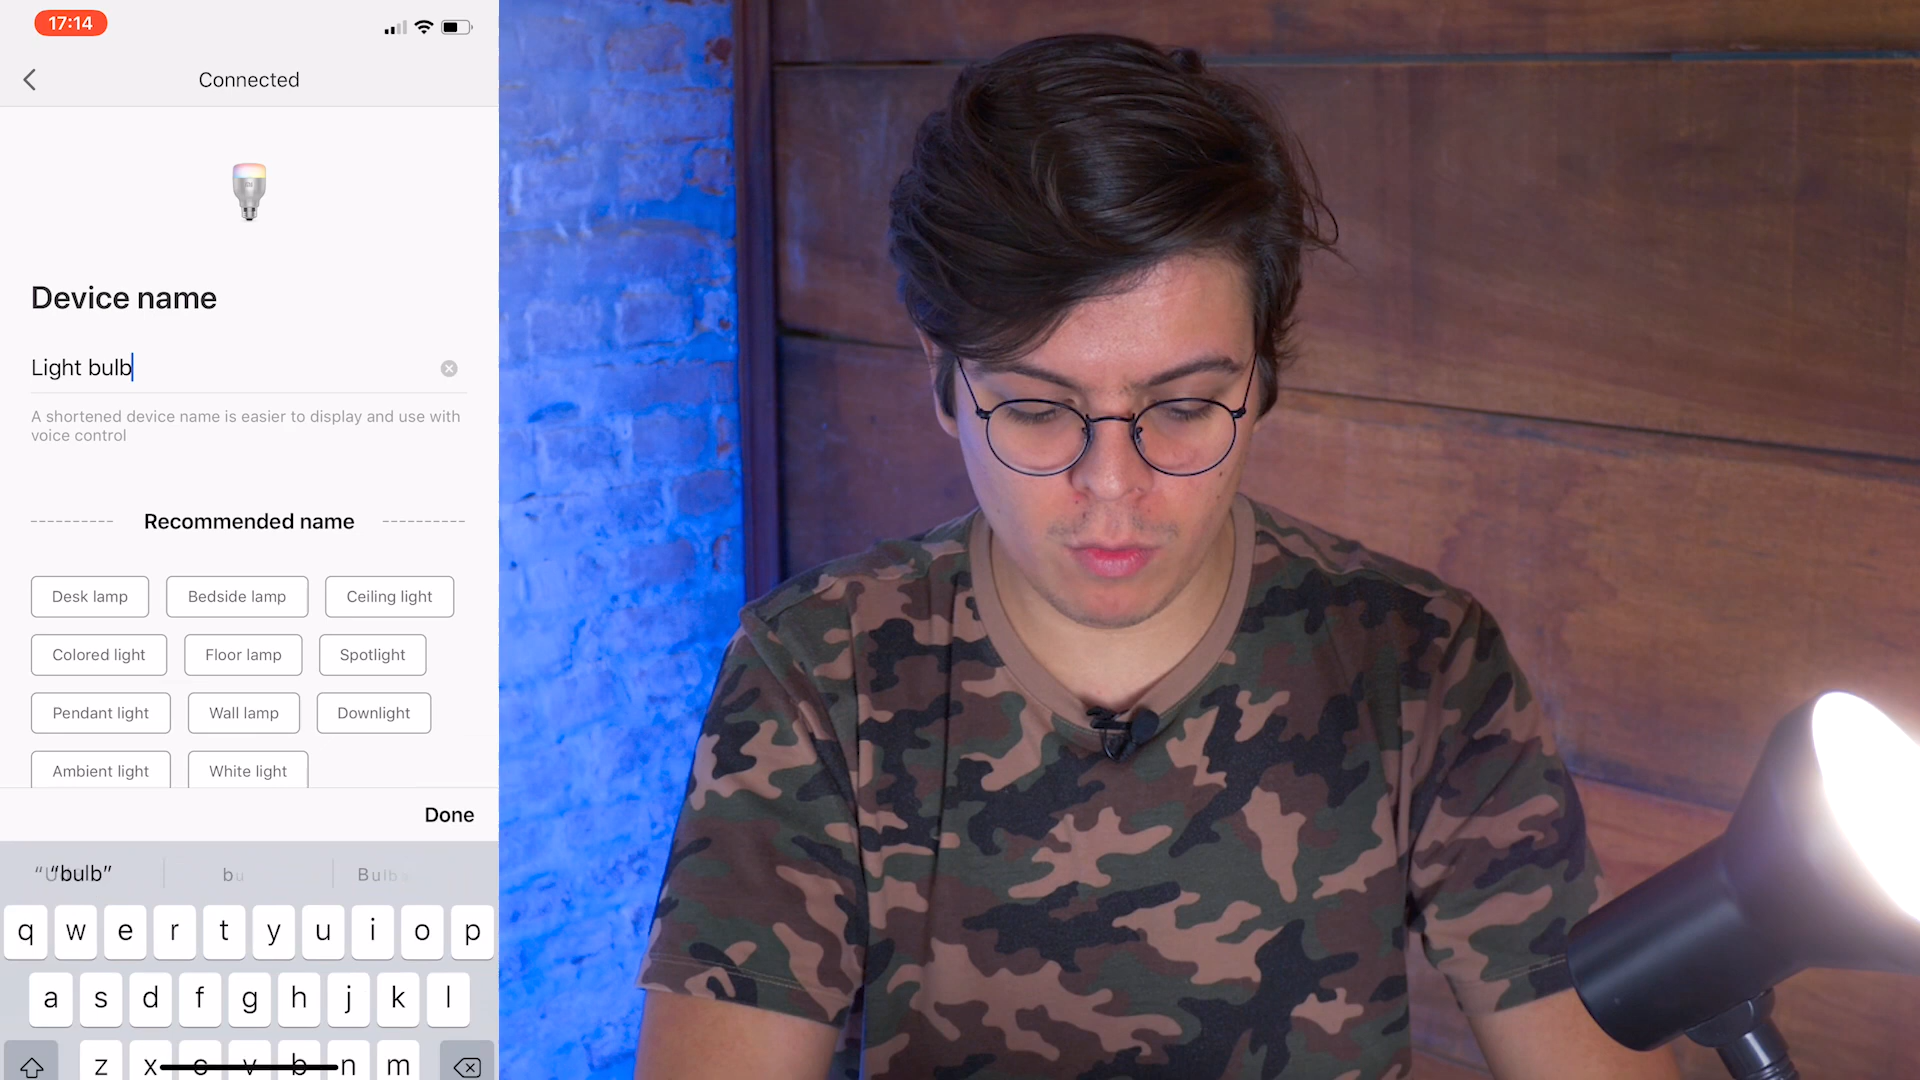 17:14
Connected
Device name
Light bulb
A shortened device name is easier to display and use with
voice control
Recommended name
Desk lamp Bedside lamp Ceiling light
Colored light Floor lamp Spotlight
Pendant light Wall lamp Downlight
Ambient light White light
Done
“bulb” bu Bulbs
q w e r t y u i o p
a s d f g h j k l
z x c v b n m